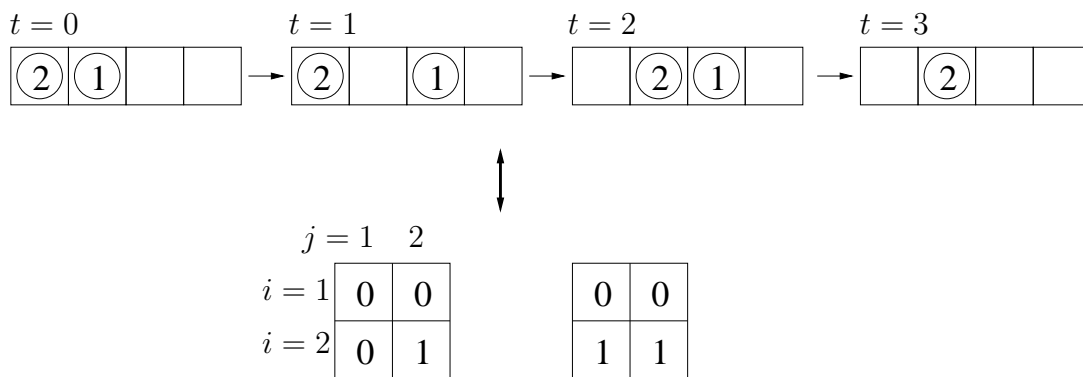 t = 0 t = 1 t = 2 t = 3
2 1 2 1 2 1 2
j = 1 2
i = 1 0 0 0 0
i = 2 0 1 1 1